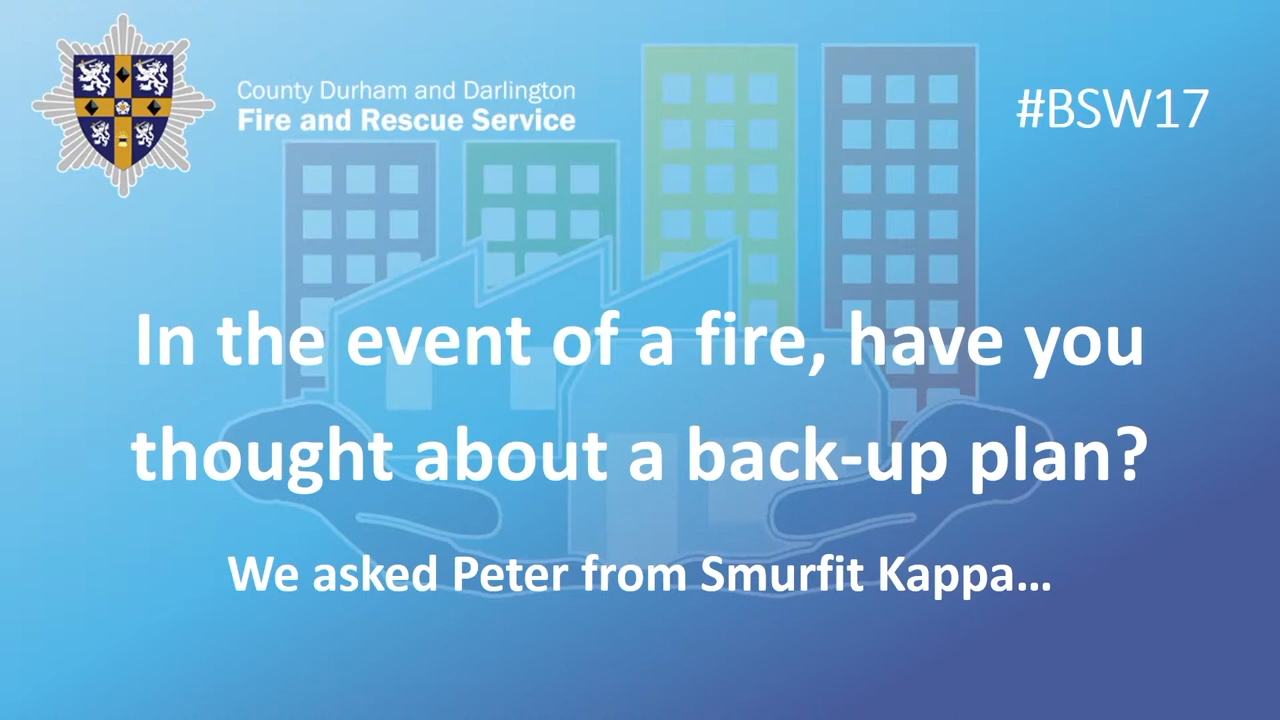 County Durham and Darlington
Fire and Rescue Service
#BSW17
In the event of a fire, have you
thought about a back-up plan?
We asked Peter from Smurfit Kappa...